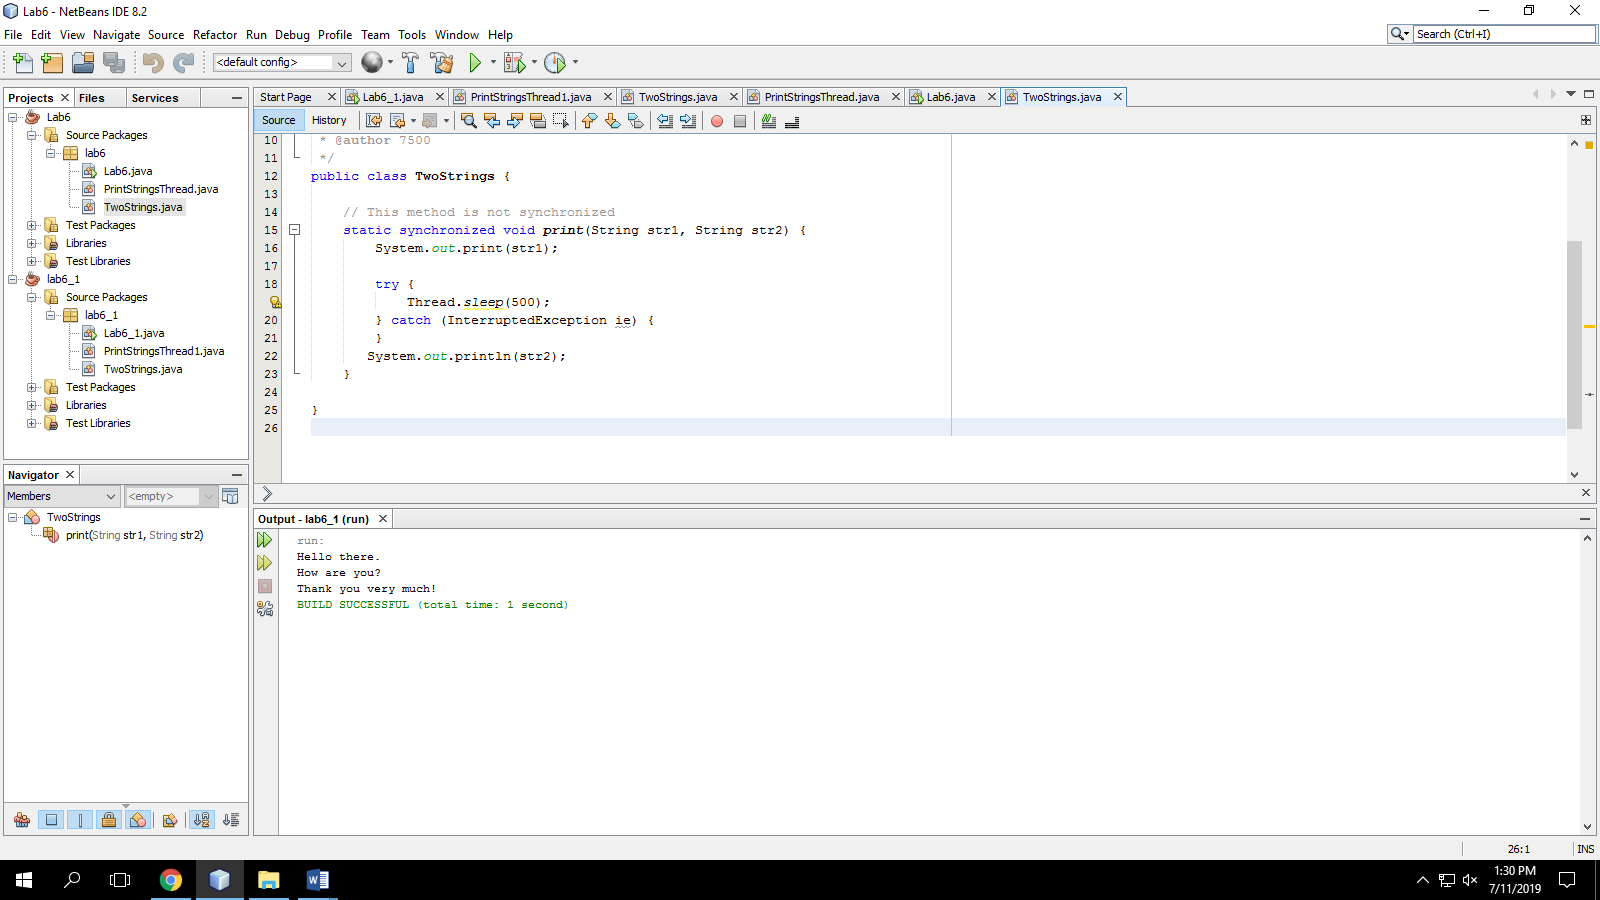 Lab6 - NetBeans IDE 8.2
File Edit View Navigate Source Refactor Run Debug Profile Team Tools Window Help
Search (Ctrl+I)
<default config>
Projects Files Services
Lab6
Source Packages
lab6
Lab6.java
PrintStringsThread.java
TwoStrings.java
Test Packages
Libraries
Test Libraries
lab6_1
Source Packages
lab6_1
Lab6_1.java
PrintStringsThread1.java
TwoStrings.java
Test Packages
Libraries
Test Libraries
Navigator
Members <empty>
TwoStrings
print(String str1, String str2)
Start Page Lab6_1.java PrintStringsThread1.java TwoStrings.java PrintStringsThread.java Lab6.java TwoStrings.java
Source History
10 * @author 7500
11 */
12 public class TwoStrings {
13
14 // This method is not synchronized
15 static synchronized void print(String str1, String str2) {
16 System.out.print(str1);
17
18 try {
Thread.sleep(500);
20 } catch (InterruptedException ie) {
21 }
22 System.out.println(str2);
23 }
24
25 }
26
Output - lab6_1 (run)
run:
Hello there.
How are you?
Thank you very much!
BUILD SUCCESSFUL (total time: 1 second)
26:1 INS
1:30 PM
7/11/2019